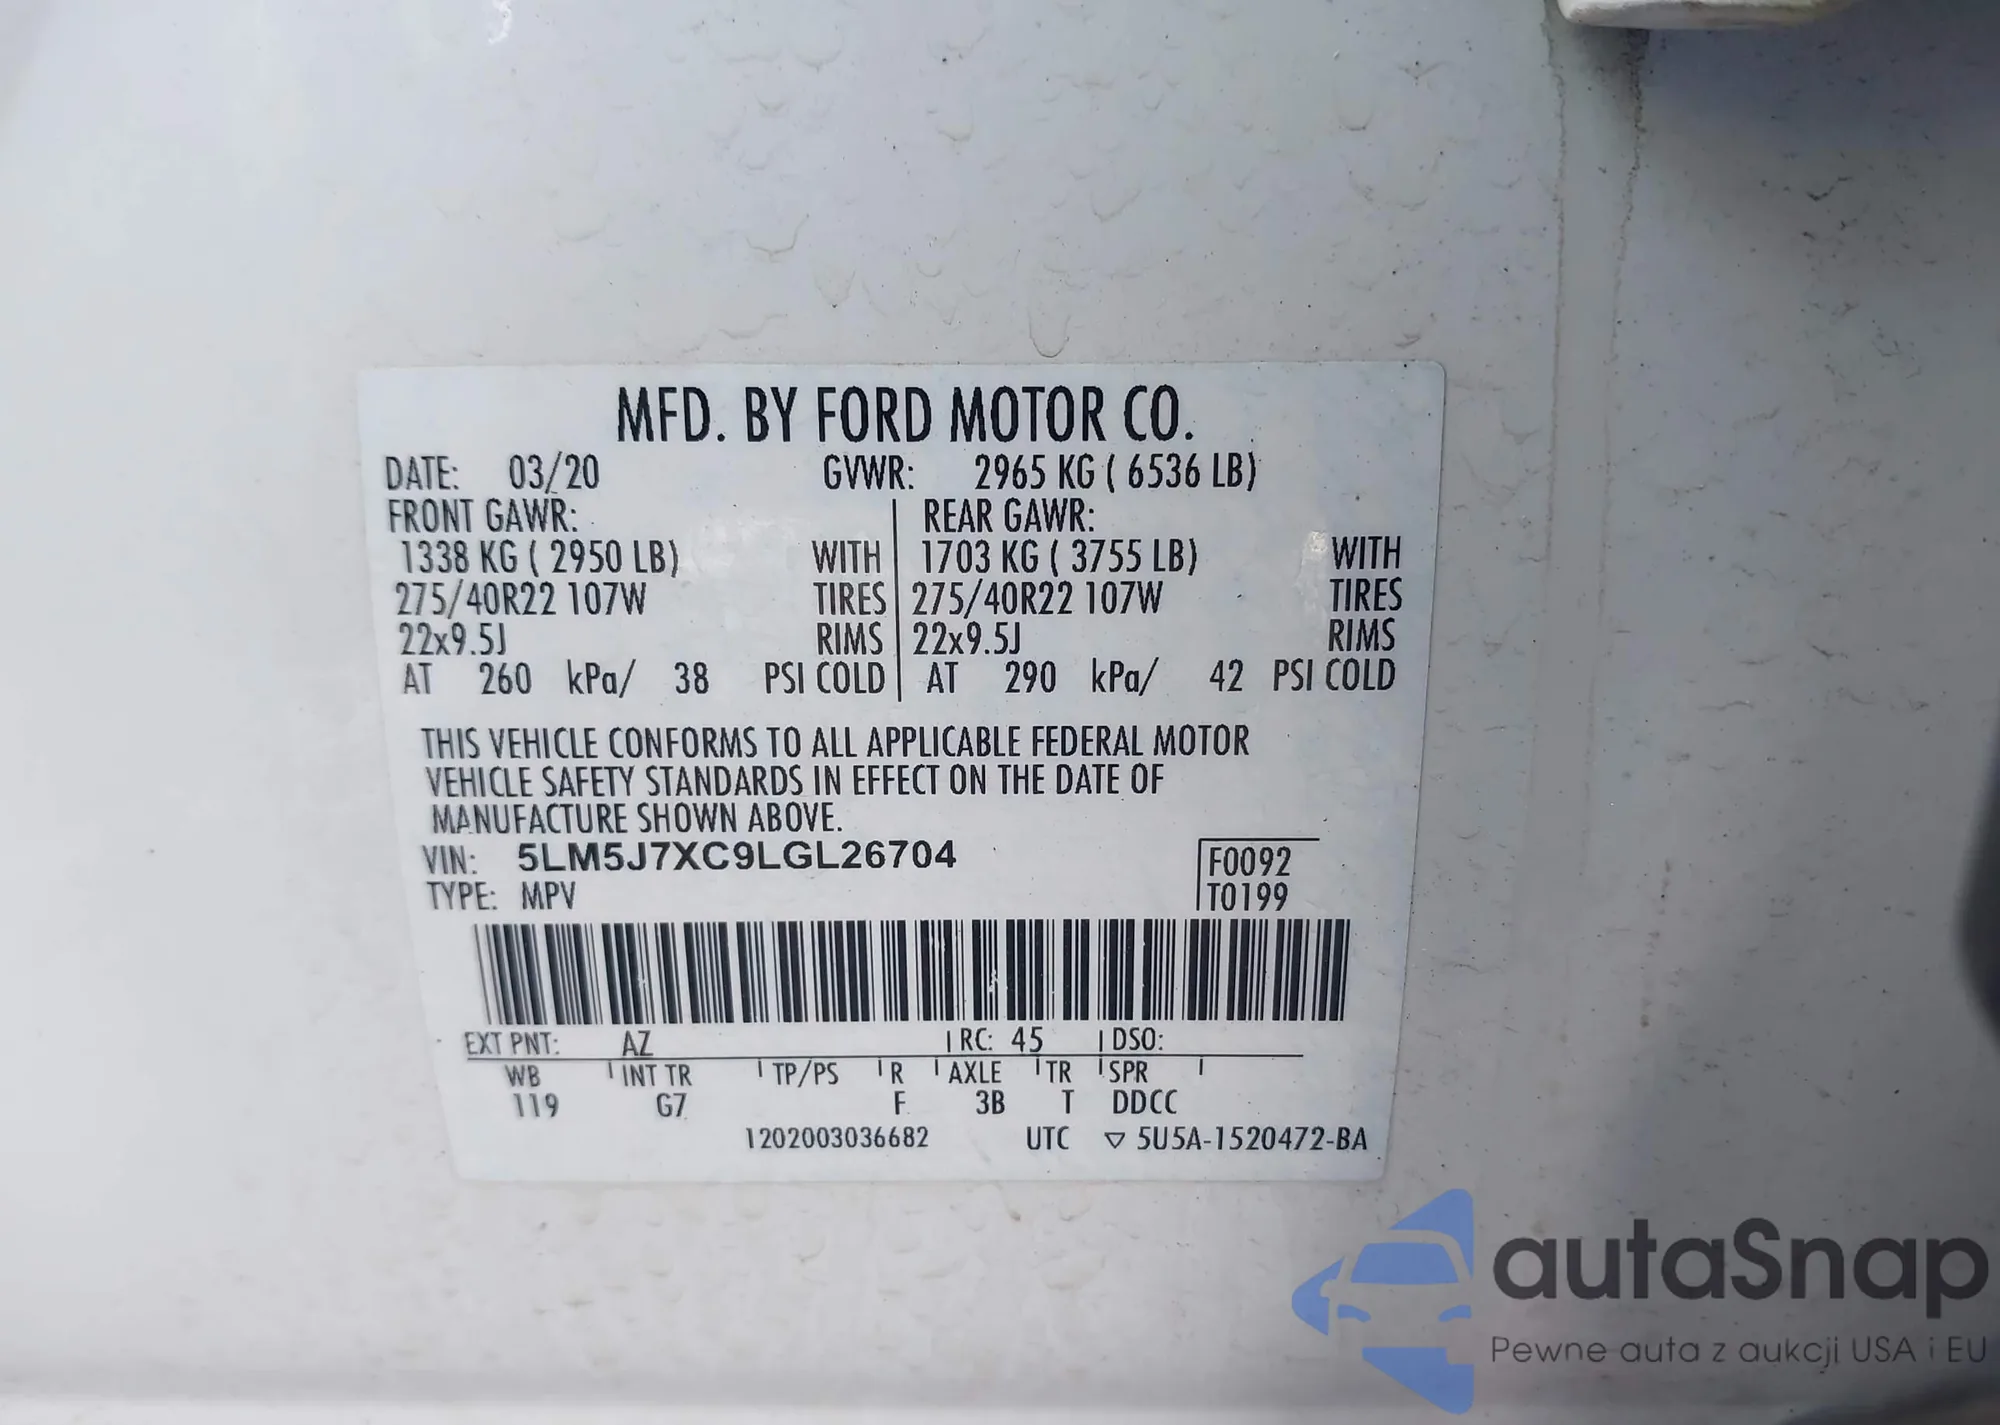 MFD. BY FORD MOTOR CO.
DATE: 03/20 GVWR: 2965 KG ( 6536 LB)
FRONT GAWR: REAR GAWR:
1338 KG ( 2950 LB) WITH 1703 KG ( 3755 LB) WITH
275/40R22 107W TIRES 275/40R22 107W TIRES
22x9.5J RIMS 22x9.5J RIMS
AT 260 kPa/ 38 PSI COLD AT 290 kPa/ 42 PSI COLD
THIS VEHICLE CONFORMS TO ALL APPLICABLE FEDERAL MOTOR
VEHICLE SAFETY STANDARDS IN EFFECT ON THE DATE OF
MANUFACTURE SHOWN ABOVE.
VIN: 5LM5J7XC9LGL26704 F0092
TYPE: MPV T0199
EXT PNT: AZ RC: 45 DSO:
WB INT TR TP/PS R AXLE TR SPR
119 G7 F 3B T DDCC
1202003036682 UTC ▽ 5U5A-1520472-BA
autaSnap
Pewne auta z aukcji USA i EU